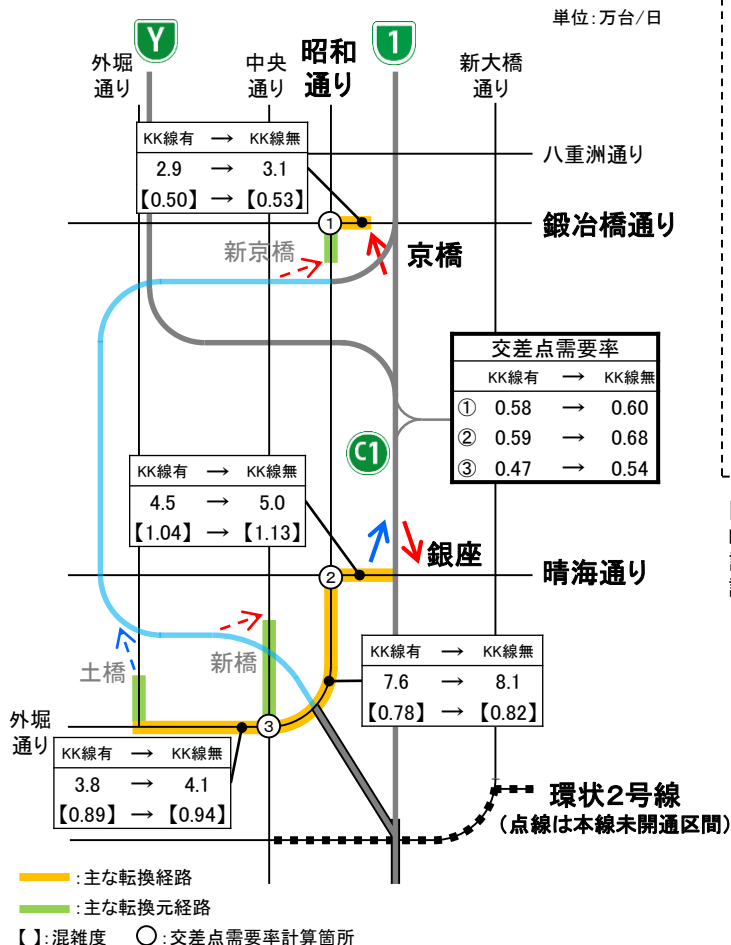 単位:万台/日
Y
1
外堀
通り
中央
通り
昭和
通り
新大橋
通り
KK線有 → KK線無
2.9 → 3.1
【0.50】 → 【0.53】
八重洲通り
①
鍛冶橋通り
新京橋
京橋
交差点需要率
KK線有 → KK線無
① 0.58 → 0.60
② 0.59 → 0.68
③ 0.47 → 0.54
C1
KK線有 → KK線無
4.5 → 5.0
【1.04】 → 【1.13】
銀座
②
晴海通り
土橋
新橋
KK線有 → KK線無
7.6 → 8.1
【0.78】 → 【0.82】
外堀
通り
③
KK線有 → KK線無
3.8 → 4.1
【0.89】 → 【0.94】
環状2号線
(点線は本線未開通区間)
:主な転換経路
:主な転換元経路
【 】:混雑度 ○:交差点需要率計算箇所